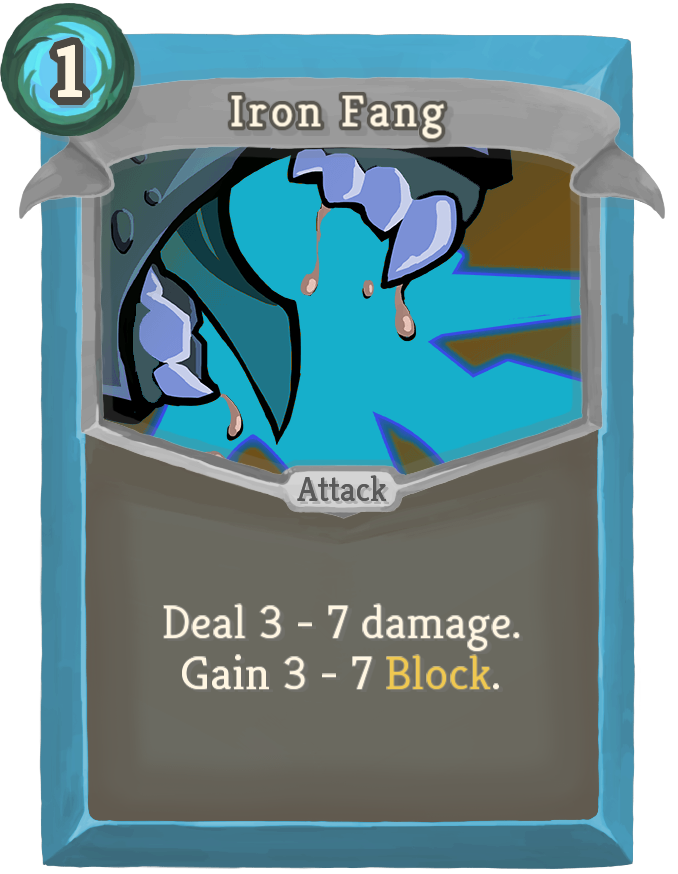 1
Iron Fang
Attack
Deal 3 - 7 damage.
Gain 3 - 7 Block.